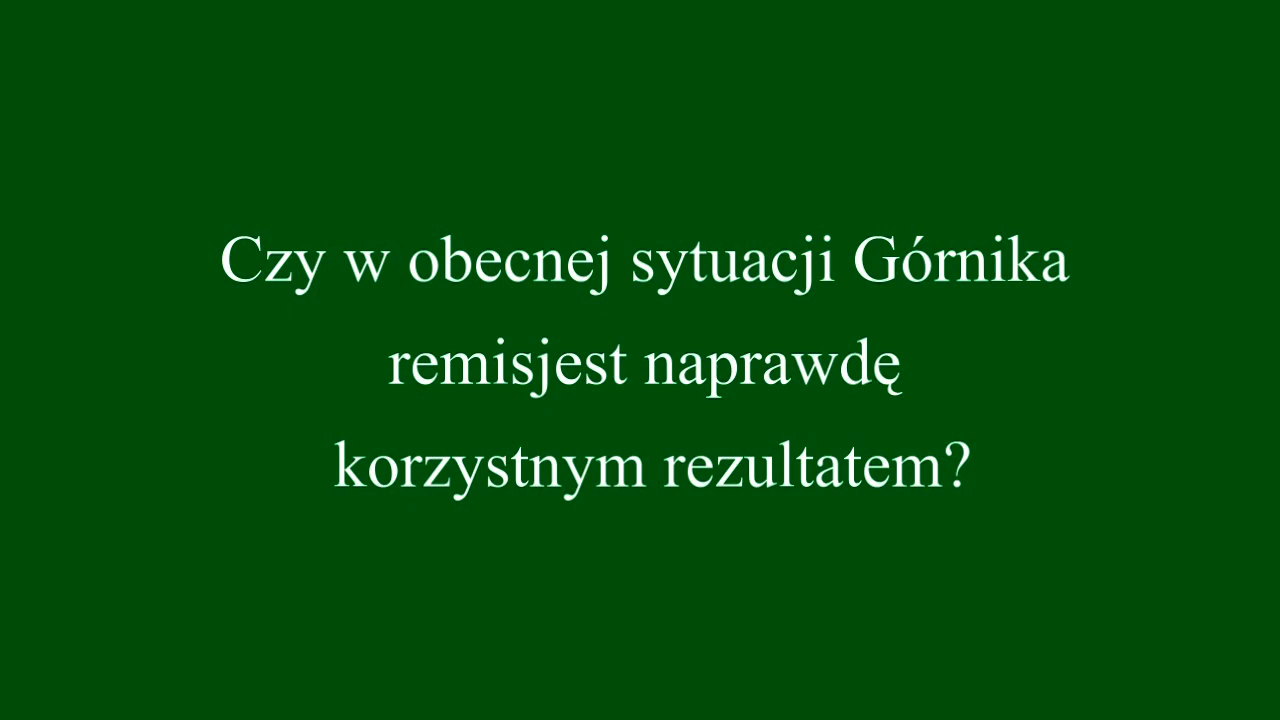 Czy w obecnej sytuacji Górnika
remisjest naprawdę
korzystnym rezultatem?